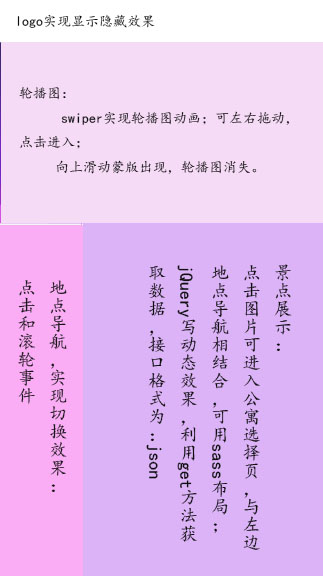 logo实现显示隐藏效果
轮播图：
swiper实现轮播图动画；可左右拖动，
点击进入；
向上滑动蒙版出现，轮播图消失。
地点导航，实现切换效果：
点击和滚轮事件
景点展示：
点击图片可进入公寓选择页，与左边
地点导航相结合，可用sass布局；
jQuery写动态效果，利用get方法获
取数据，接口格式为：json